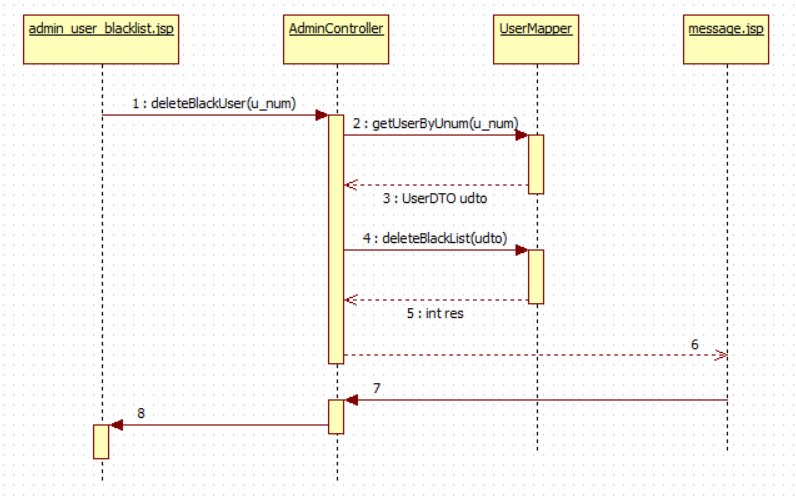 admin_user_blacklist.jsp
AdminController
UserMapper
message.jsp
1 : deleteBlackUser(u_num)
2 : getUserByUnum(u_num)
3 : UserDTO udto
4 : deleteBlackList(udto)
5 : int res
6
7
8